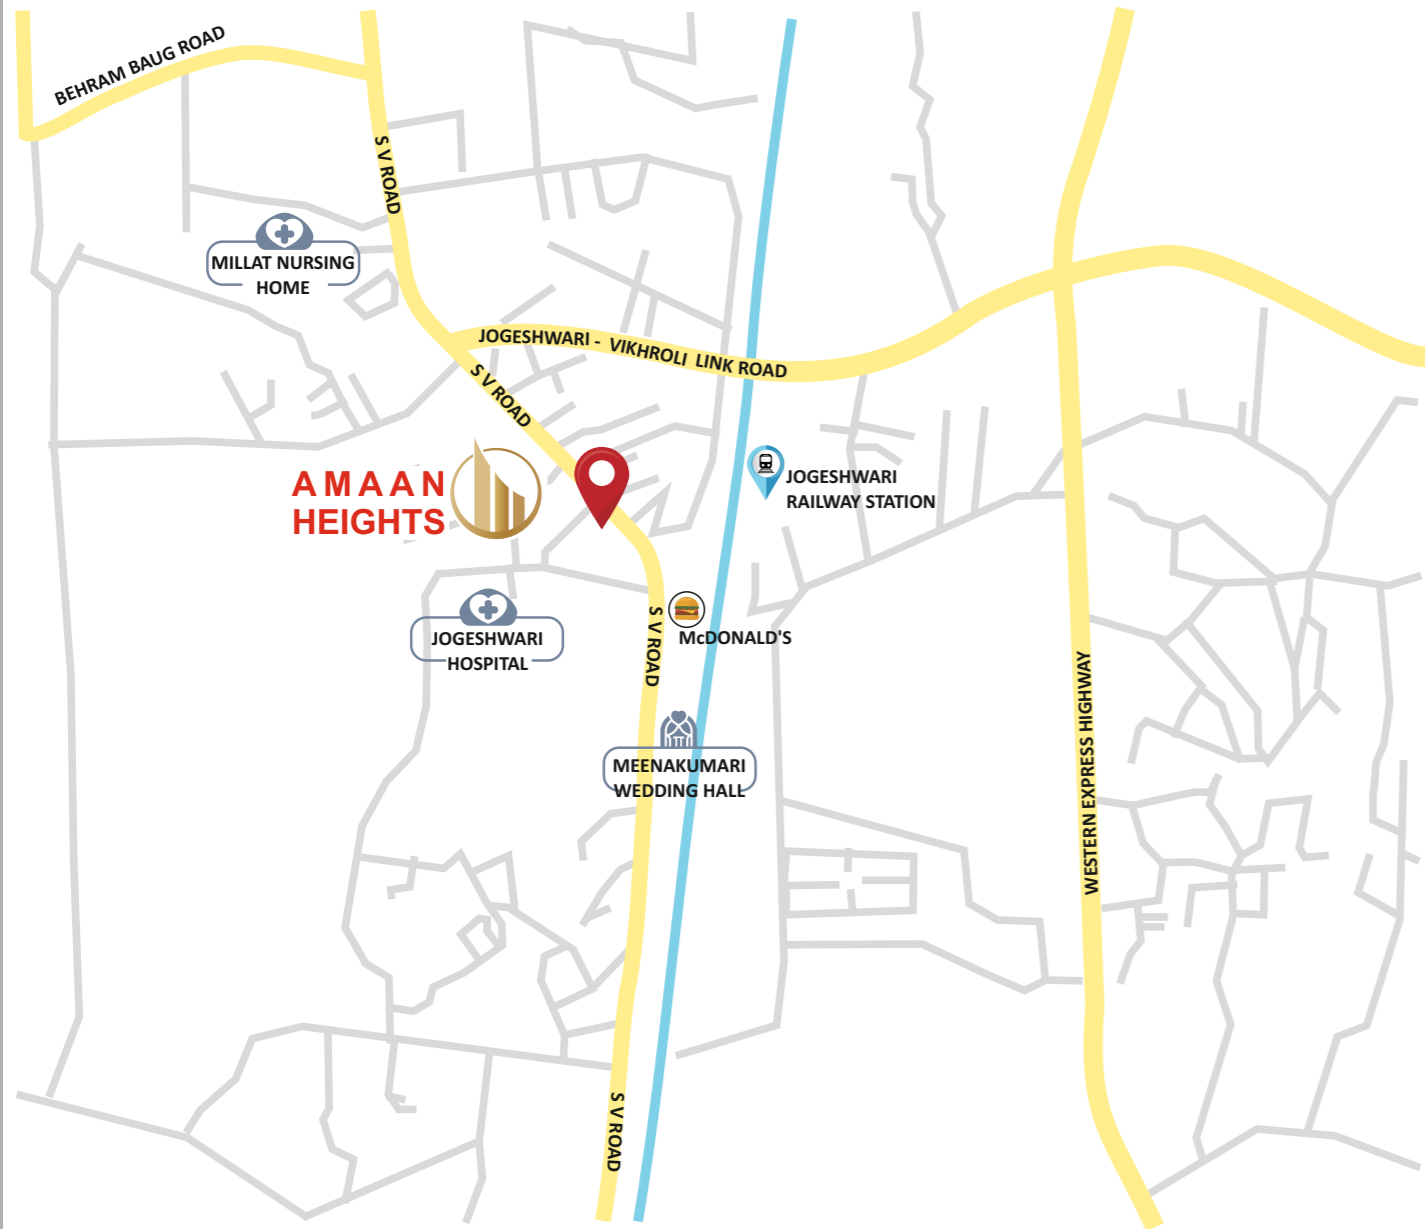 BEHRAM BAUG ROAD
S V ROAD
MILLAT NURSING
HOME
JOGESHWARI - VIKHROLI LINK ROAD
S V ROAD
AMAAN
HEIGHTS
JOGESHWARI
RAILWAY STATION
JOGESHWARI
HOSPITAL
S V ROAD
McDONALD'S
MEENAKUMARI
WEDDING HALL
WESTERN EXPRESS HIGHWAY
S V ROAD